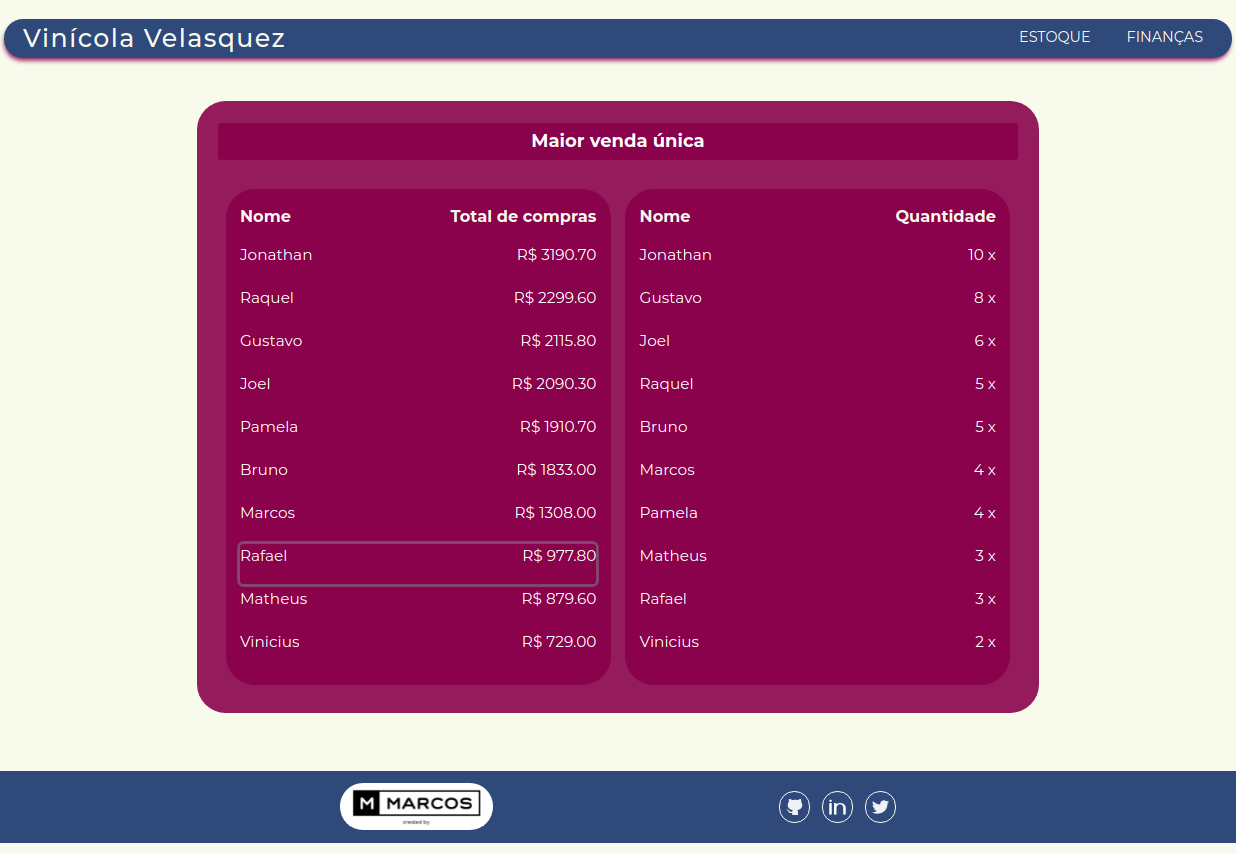 Vinícola Velasquez ESTOQUE FINANÇAS
Maior venda única
Nome Total de compras
Jonathan R$ 3190.70
Raquel R$ 2299.60
Gustavo R$ 2115.80
Joel R$ 2090.30
Pamela R$ 1910.70
Bruno R$ 1833.00
Marcos R$ 1308.00
Rafael R$ 977.80
Matheus R$ 879.60
Vinicius R$ 729.00
Nome Quantidade
Jonathan 10 x
Gustavo 8 x
Joel 6 x
Raquel 5 x
Bruno 5 x
Marcos 4 x
Pamela 4 x
Matheus 3 x
Rafael 3 x
Vinicius 2 x
M MARCOS
created by
in